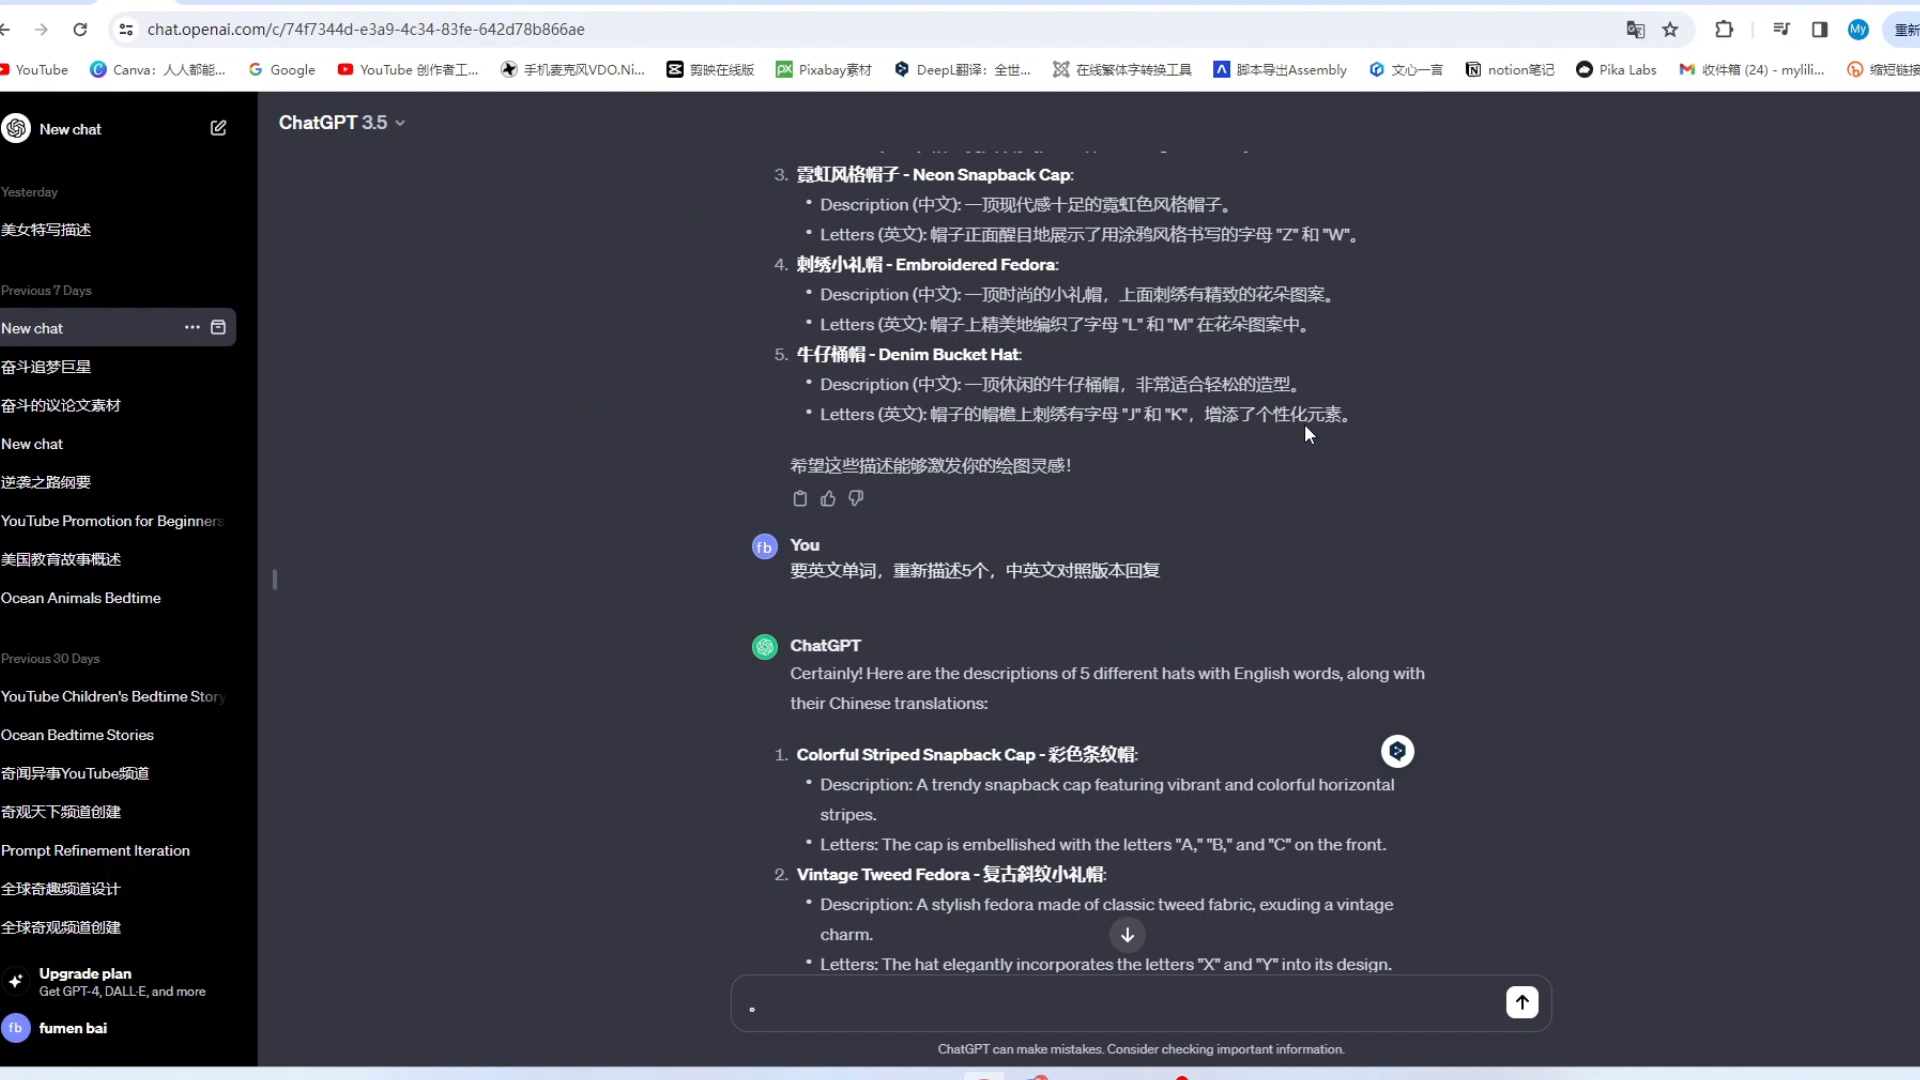 chat.openai.com/c/74f7344d-e3a9-4c34-83fe-642d78b866ae
My
重新
YouTube
Canva：人人都能...
Google
YouTube 创作者工...
手机麦克风VDO.Ni...
剪映在线版
Pixabay素材
DeepL翻译：全世...
在线繁体字转换工具
脚本导出Assembly
文心一言
notion笔记
Pika Labs
收件箱 (24) - mylili...
缩短链接
New chat
Yesterday
美女特写描述
Previous 7 Days
New chat
奋斗追梦巨星
奋斗的议论文素材
New chat
逆袭之路纲要
YouTube Promotion for Beginners
美国教育故事概述
Ocean Animals Bedtime
Previous 30 Days
YouTube Children's Bedtime Story
Ocean Bedtime Stories
奇闻异事YouTube频道
奇观天下频道创建
Prompt Refinement Iteration
全球奇趣频道设计
全球奇观频道创建
Upgrade plan
Get GPT-4, DALL·E, and more
fb
fumen bai
ChatGPT 3.5
3. 霓虹风格帽子 - Neon Snapback Cap:
• Description (中文): 一顶现代感十足的霓虹色风格帽子。
• Letters (英文): 帽子正面醒目地展示了用涂鸦风格书写的字母 "Z" 和 "W"。
4. 刺绣小礼帽 - Embroidered Fedora:
• Description (中文): 一顶时尚的小礼帽，上面刺绣有精致的花朵图案。
• Letters (英文): 帽子上精美地编织了字母 "L" 和 "M" 在花朵图案中。
5. 牛仔桶帽 - Denim Bucket Hat:
• Description (中文): 一顶休闲的牛仔桶帽，非常适合轻松的造型。
• Letters (英文): 帽子的帽檐上刺绣有字母 "J" 和 "K"，增添了个性化元素。
希望这些描述能够激发你的绘图灵感！
fb
You
要英文单词，重新描述5个，中英文对照版本回复
ChatGPT
Certainly! Here are the descriptions of 5 different hats with English words, along with
their Chinese translations:
1. Colorful Striped Snapback Cap - 彩色条纹帽:
• Description: A trendy snapback cap featuring vibrant and colorful horizontal
stripes.
• Letters: The cap is embellished with the letters "A," "B," and "C" on the front.
2. Vintage Tweed Fedora - 复古斜纹小礼帽:
• Description: A stylish fedora made of classic tweed fabric, exuding a vintage
charm.
• Letters: The hat elegantly incorporates the letters "X" and "Y" into its design.
。
ChatGPT can make mistakes. Consider checking important information.